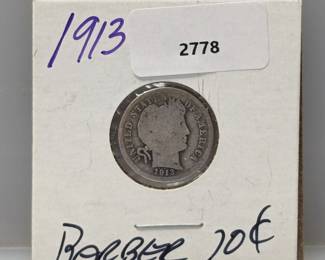 1913
2778
UNITED STATES OF AMERICA
1913
BARBER 10¢